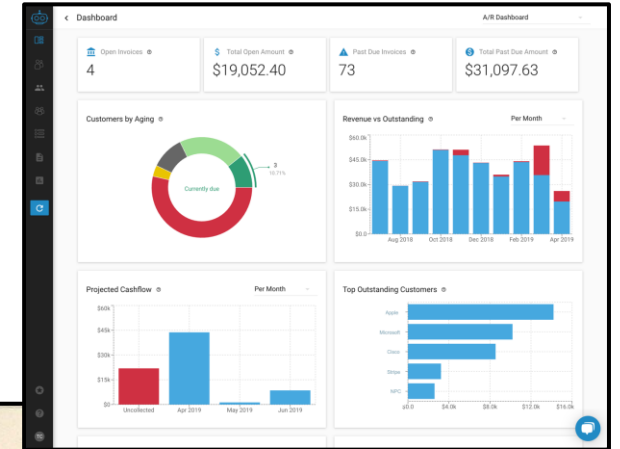 Dashboard
A/R Dashboard
Open Invoices
4
Total Open Amount
$19,052.40
Past Due Invoices
73
Total Past Due Amount
$31,097.63
Customers by Aging
3
10.71%
Currently due
Revenue vs Outstanding
Per Month
$60.0k
$45.0k
$30.0k
$15.0k
$0.0
Aug 2018 Oct 2018 Dec 2018 Feb 2019 Apr 2019
Projected Cashflow
Per Month
$60k
$45k
$30k
$15k
$0
Uncollected Apr 2019 May 2019 Jun 2019
Top Outstanding Customers
Apple
Microsoft
Cisco
Stripe
NPC
$0.0 $4.0k $8.0k $12.0k $16.0k